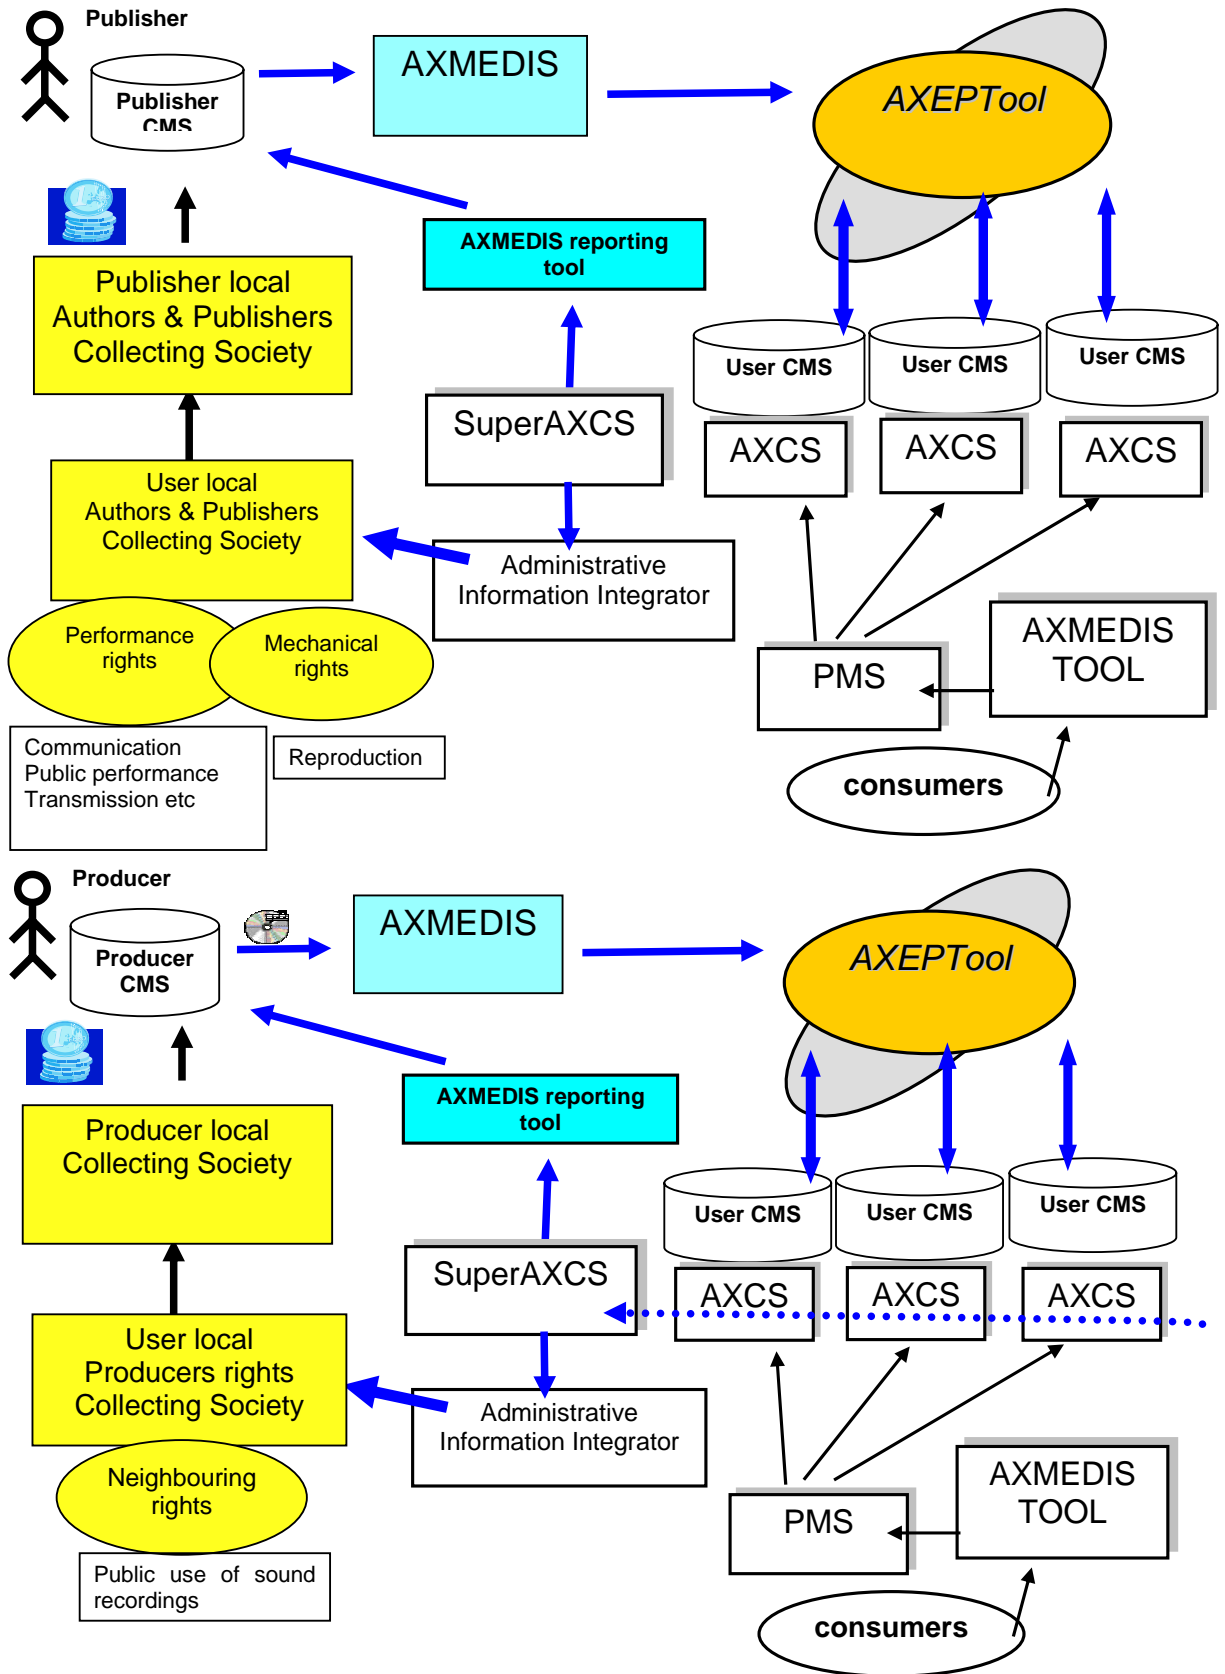 Publisher
Publisher
CMS
AXMEDIS
AXEPTool
AXMEDIS reporting
tool
Publisher local
Authors & Publishers
Collecting Society
User CMS
User CMS
User CMS
SuperAXCS
AXCS
AXCS
AXCS
User local
Authors & Publishers
Collecting Society
Administrative
Information Integrator
Performance
rights
Mechanical
rights
PMS
AXMEDIS
TOOL
Communication
Public performance
Transmission etc
Reproduction
consumers
Producer
Producer
CMS
AXMEDIS
AXEPTool
AXMEDIS reporting
tool
Producer local
Collecting Society
User CMS
User CMS
User CMS
SuperAXCS
AXCS
AXCS
AXCS
User local
Producers rights
Collecting Society
Administrative
Information Integrator
Neighbouring
rights
PMS
AXMEDIS
TOOL
Public use of sound
recordings
consumers